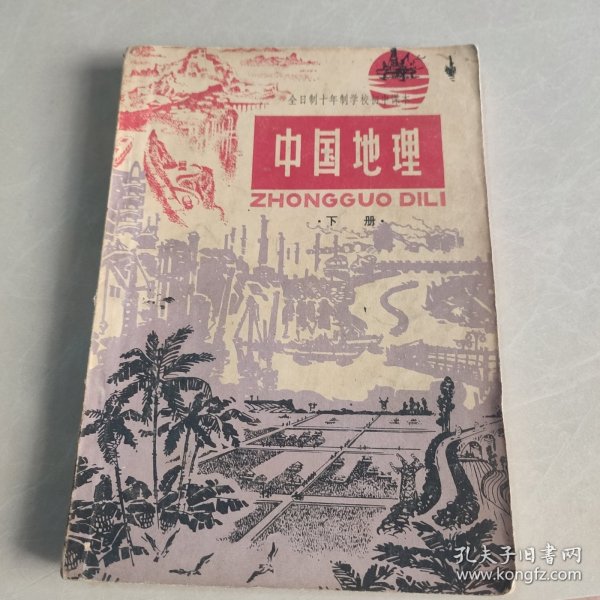 全日制十年制学校初中课本
中国地理
ZHONGGUO DILI
·下册·
孔夫子旧书网
www.kongfz.com